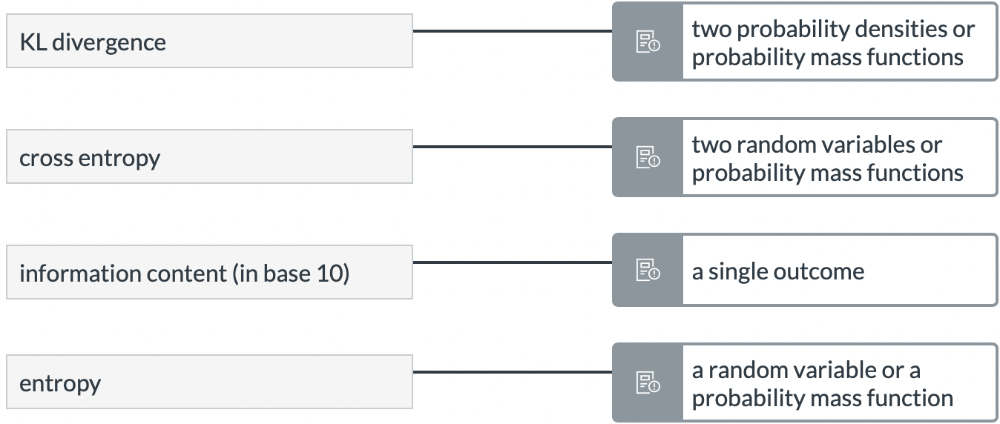 KL divergence
two probability densities or
probability mass functions
cross entropy
two random variables or
probability mass functions
information content (in base 10)
a single outcome
entropy
a random variable or a
probability mass function